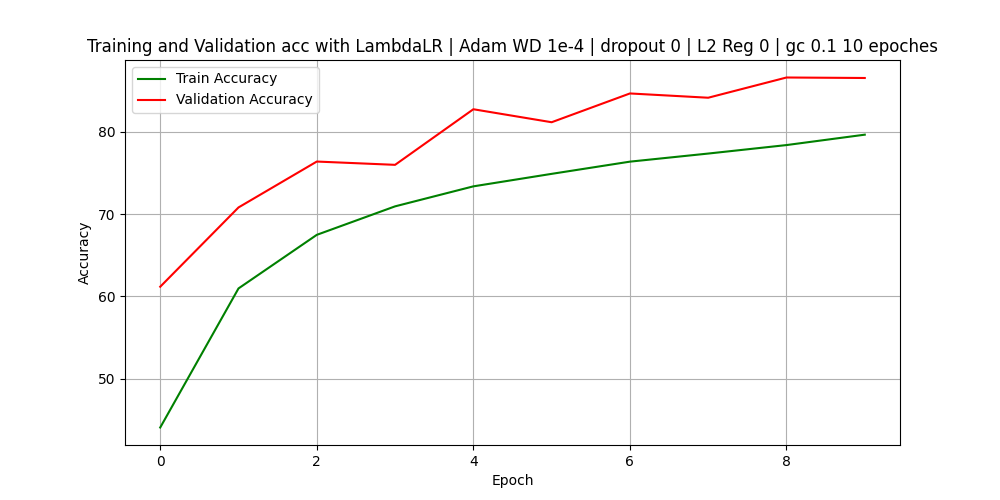 Training and Validation acc with LambdaLR | Adam WD 1e-4 | dropout 0 | L2 Reg 0 | gc 0.1 10 epoches
Train Accuracy
Validation Accuracy
80
70
60
50
Accuracy
0 2 4 6 8
Epoch